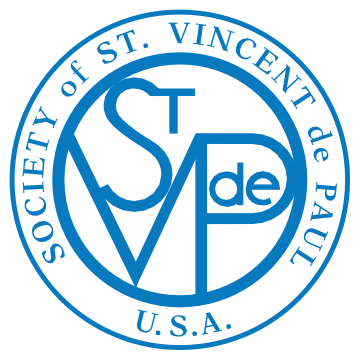 SOCIETY of ST. VINCENT de PAUL
ST
V de P
U.S.A.